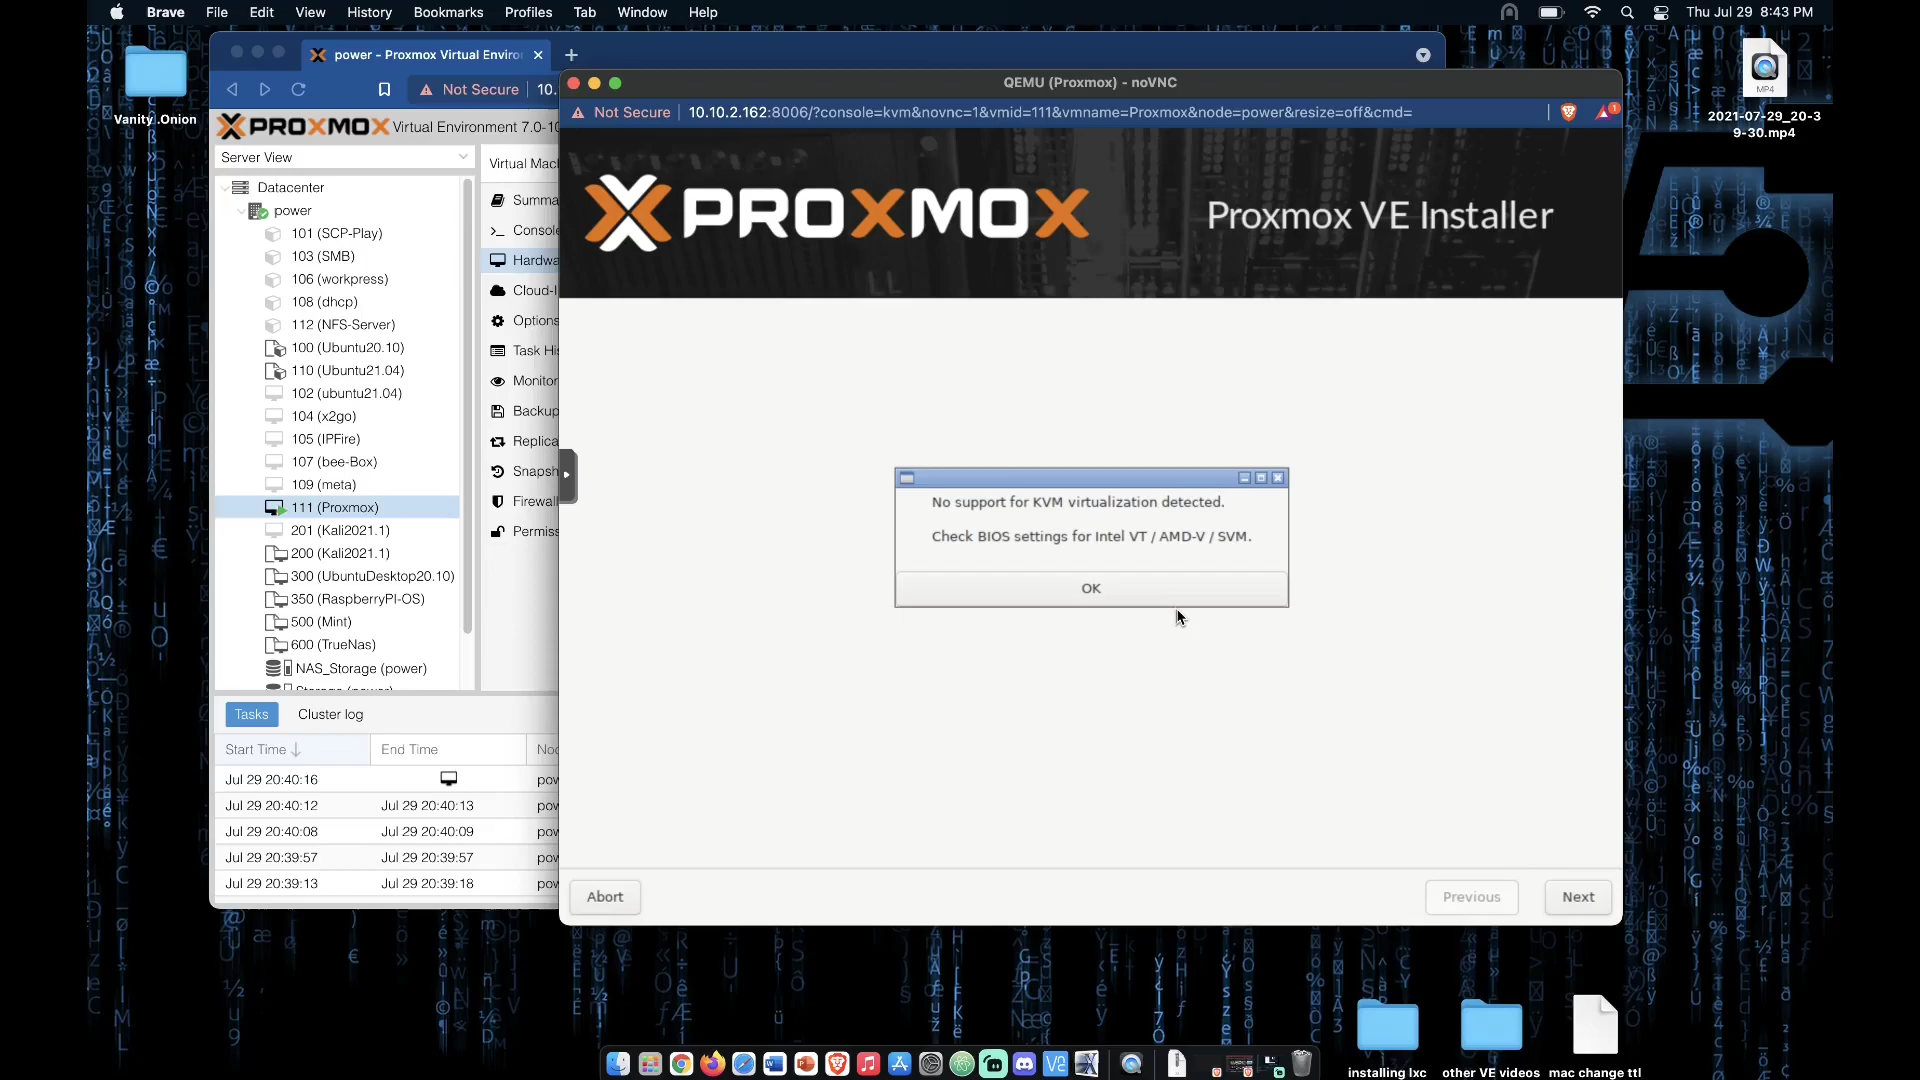 Brave File Edit View History Bookmarks Profiles Tab Window Help
Thu Jul 29 8:43 PM
Vanity .Onion
MP4
2021-07-29_20-3
9-30.mp4
power - Proxmox Virtual Enviro
Not Secure 10.
PROXMOX Virtual Environment 7.0-10
Server View
Datacenter
power
101 (SCP-Play)
103 (SMB)
106 (workpress)
108 (dhcp)
112 (NFS-Server)
100 (Ubuntu20.10)
110 (Ubuntu21.04)
102 (ubuntu21.04)
104 (x2go)
105 (IPFire)
107 (bee-Box)
109 (meta)
111 (Proxmox)
201 (Kali2021.1)
200 (Kali2021.1)
300 (UbuntuDesktop20.10)
350 (RaspberryPI-OS)
500 (Mint)
600 (TrueNas)
NAS_Storage (power)
Virtual Mac
Summa
Console
Hardwa
Cloud-I
Options
Task His
Monitor
Backup
Replica
Snapsh
Firewall
Permiss
Tasks
Cluster log
Start Time End Time Noc
Jul 29 20:40:16 pow
Jul 29 20:40:12 Jul 29 20:40:13 pow
Jul 29 20:40:08 Jul 29 20:40:09 pow
Jul 29 20:39:57 Jul 29 20:39:57 pow
Jul 29 20:39:13 Jul 29 20:39:18 pow
QEMU (Proxmox) - noVNC
Not Secure 10.10.2.162:8006/?console=kvm&novnc=1&vmid=111&vmname=Proxmox&node=power&resize=off&cmd=
1
PROXMOX
Proxmox VE Installer
No support for KVM virtualization detected.
Check BIOS settings for Intel VT / AMD-V / SVM.
OK
Abort
Previous
Next
installing lxc
other VE videos
mac change ttl